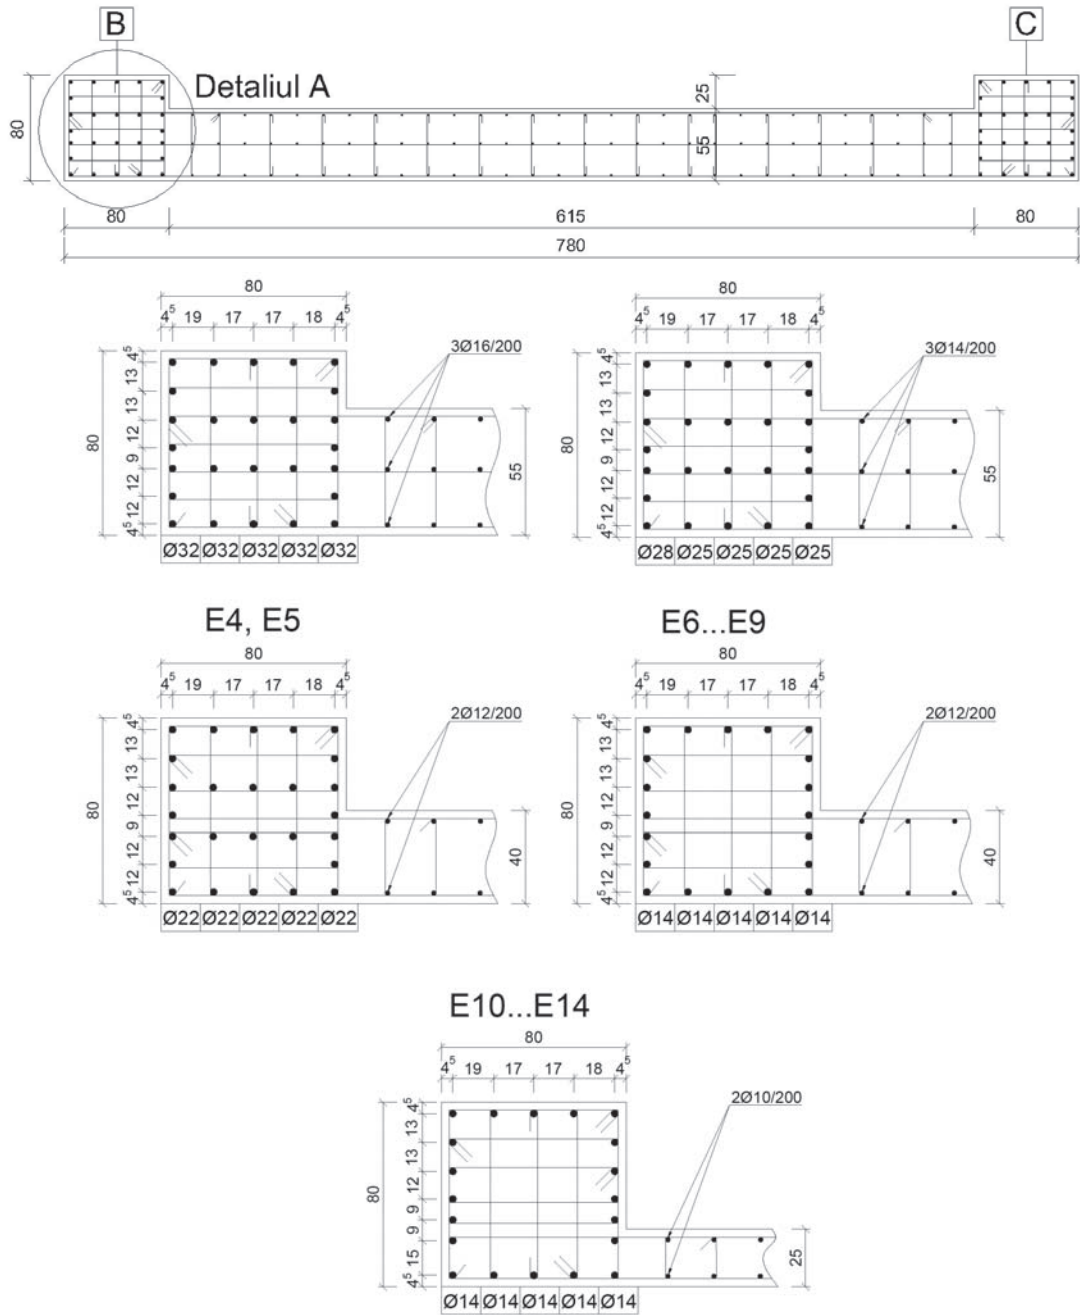 B C
Detaliul A
80 25 55
80 615 80
780
80 80
4⁵ 19 17 17 18 4⁵ 4⁵ 19 17 17 18 4⁵
3Ø16/200 3Ø14/200
80 4⁵ 13 13 12 9 12 12 4⁵ 55 80 4⁵ 13 13 12 9 12 12 4⁵ 55
Ø32 Ø32 Ø32 Ø32 Ø32 Ø28 Ø25 Ø25 Ø25 Ø25
E4, E5 E6...E9
80 80
4⁵ 19 17 17 18 4⁵ 4⁵ 19 17 17 18 4⁵
2Ø12/200 2Ø12/200
80 4⁵ 13 13 12 9 12 12 4⁵ 40 80 4⁵ 13 13 12 9 12 12 4⁵ 40
Ø22 Ø22 Ø22 Ø22 Ø22 Ø14 Ø14 Ø14 Ø14 Ø14
E10...E14
80
4⁵ 19 17 17 18 4⁵
2Ø10/200
80 4⁵ 13 13 12 9 9 15 4⁵ 25
Ø14 Ø14 Ø14 Ø14 Ø14